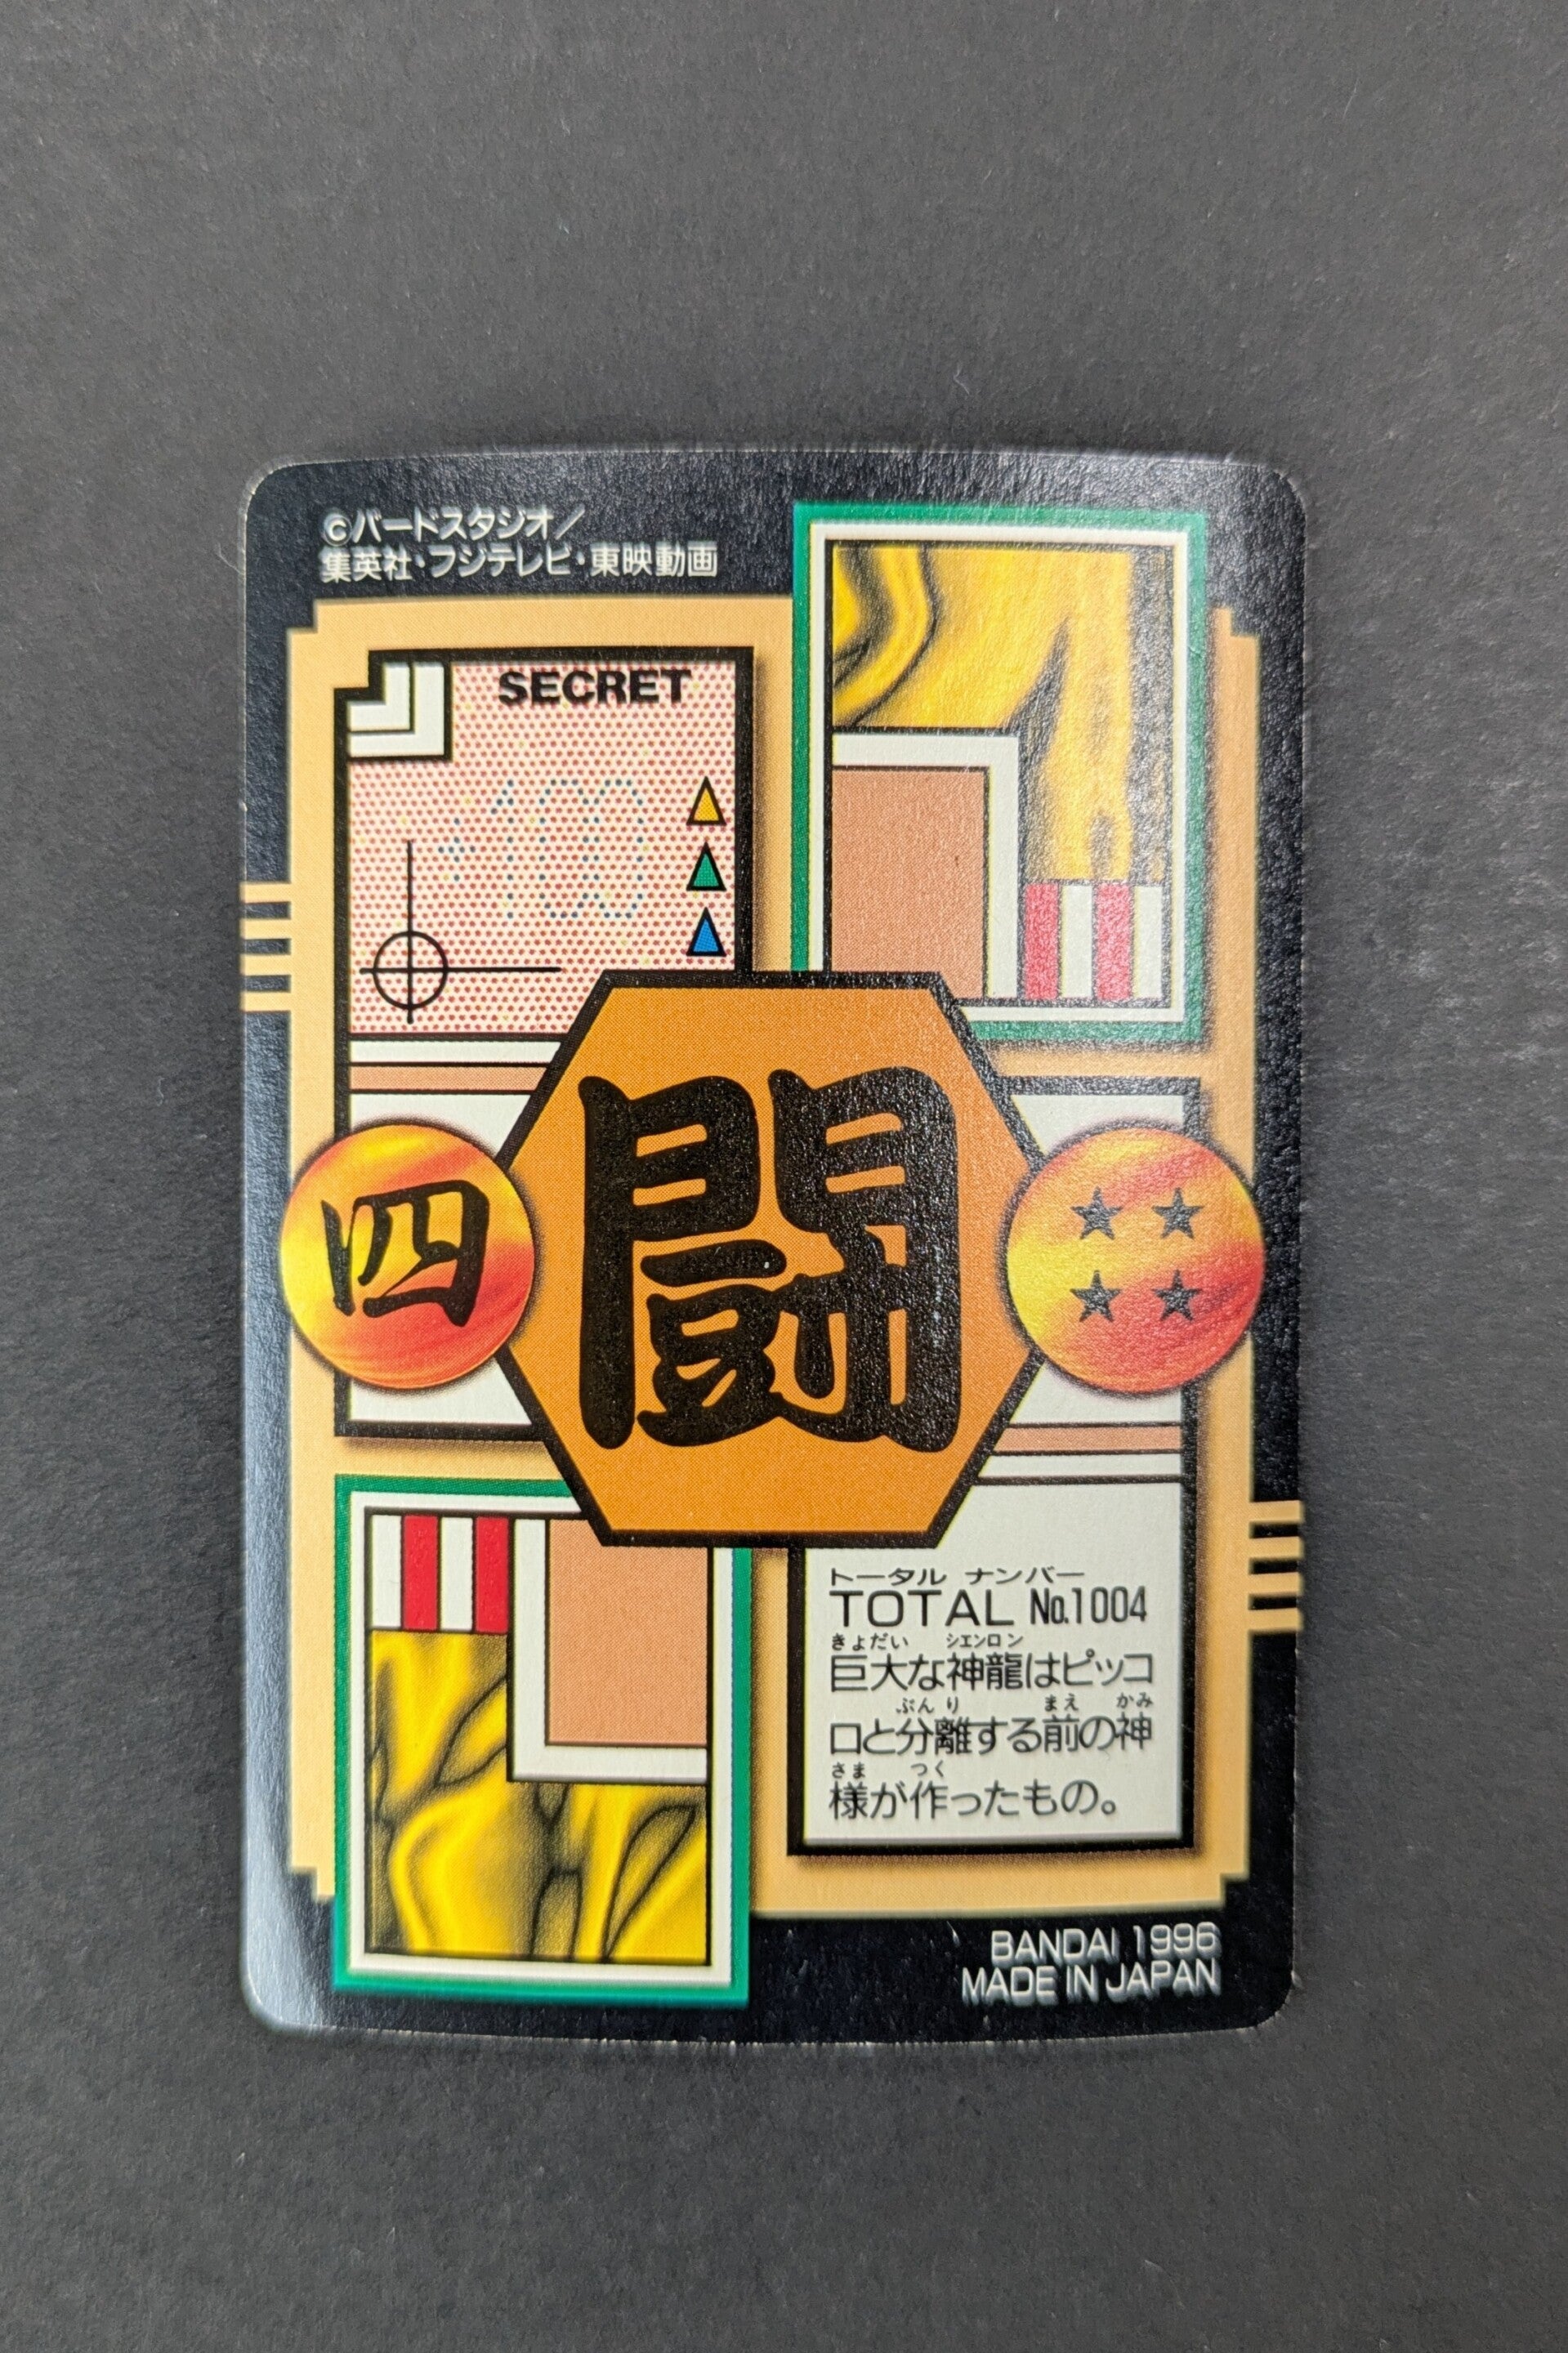 ©バードスタジオ／
集英社・フジテレビ・東映動画
SECRET
四
闘
トータル ナンバー
TOTAL No.1004
きょだい シエンロン
巨大な神龍はピッコ
ぶんり まえ かみ
ロと分離する前の神
さま つく
様が作ったもの。
BANDAI 1996
MADE IN JAPAN